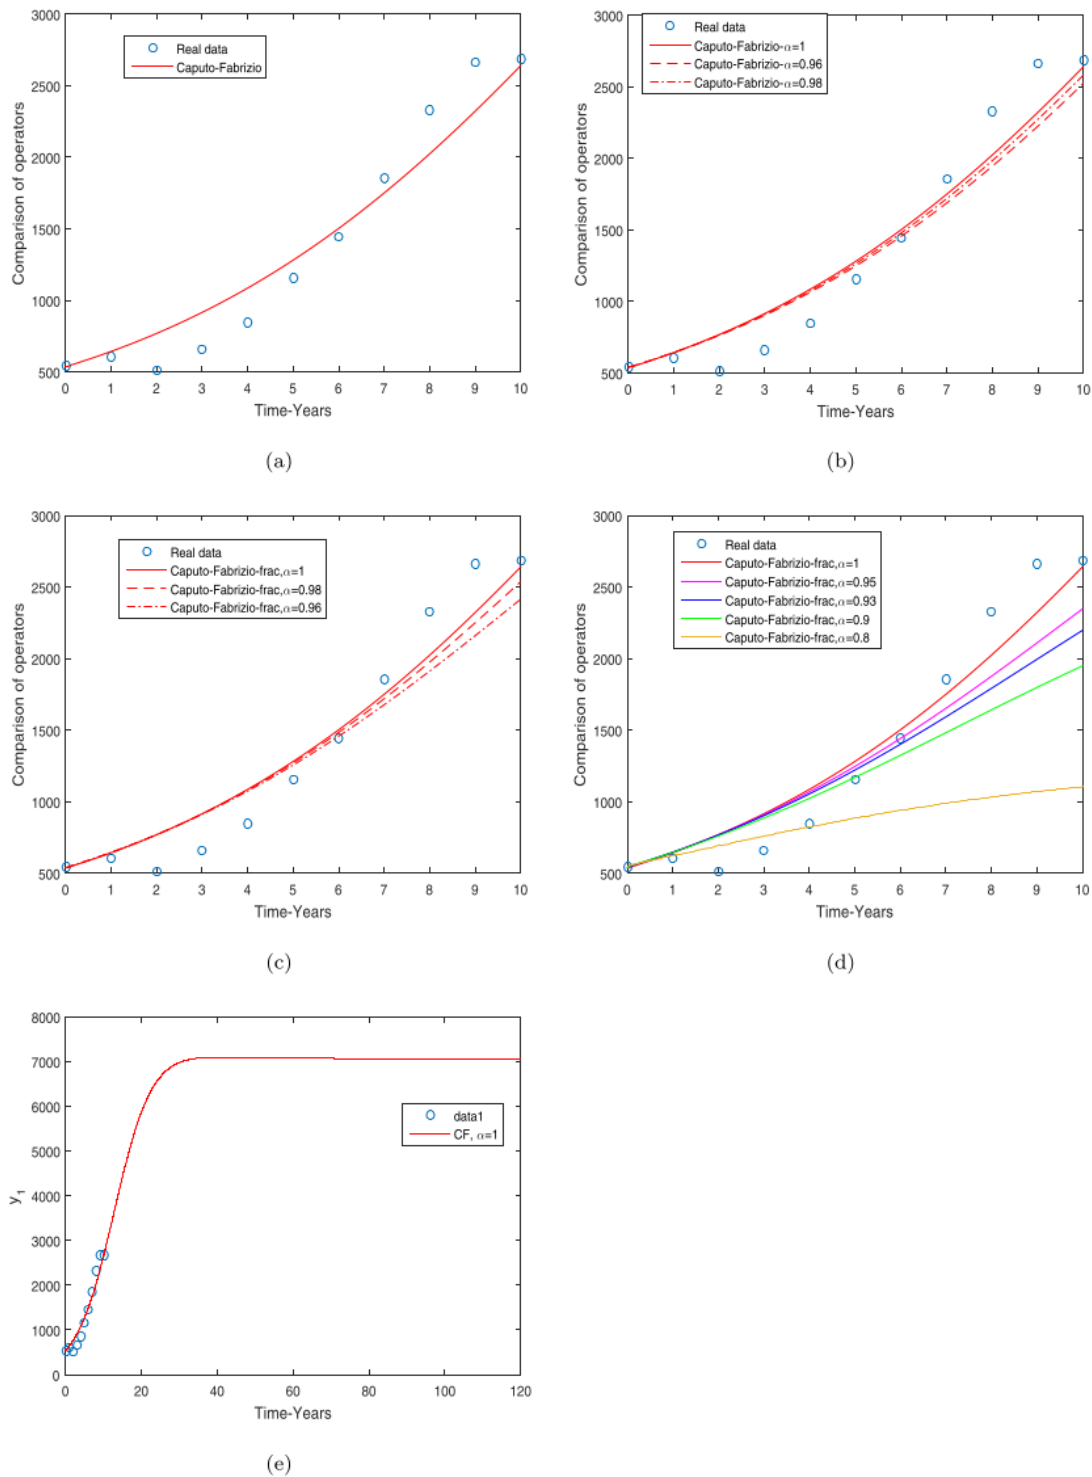 3000
2500
2000
1500
1000
500
Comparison of operators
Real data
Caputo-Fabrizio
0 1 2 3 4 5 6 7 8 9 10
Time-Years
(a)
3000
2500
2000
1500
1000
500
Comparison of operators
Real data
Caputo-Fabrizio-α=1
Caputo-Fabrizio-α=0.96
Caputo-Fabrizio-α=0.98
0 1 2 3 4 5 6 7 8 9 10
Time-Years
(b)
3000
2500
2000
1500
1000
500
Comparison of operators
Real data
Caputo-Fabrizio-frac,α=1
Caputo-Fabrizio-frac,α=0.98
Caputo-Fabrizio-frac,α=0.96
0 1 2 3 4 5 6 7 8 9 10
Time-Years
(c)
3000
2500
2000
1500
1000
500
Comparison of operators
Real data
Caputo-Fabrizio-frac,α=1
Caputo-Fabrizio-frac,α=0.95
Caputo-Fabrizio-frac,α=0.93
Caputo-Fabrizio-frac,α=0.9
Caputo-Fabrizio-frac,α=0.8
0 1 2 3 4 5 6 7 8 9 10
Time-Years
(d)
8000
7000
6000
5000
4000
3000
2000
1000
0
y₁
data1
CF, α=1
0 20 40 60 80 100 120
Time-Years
(e)